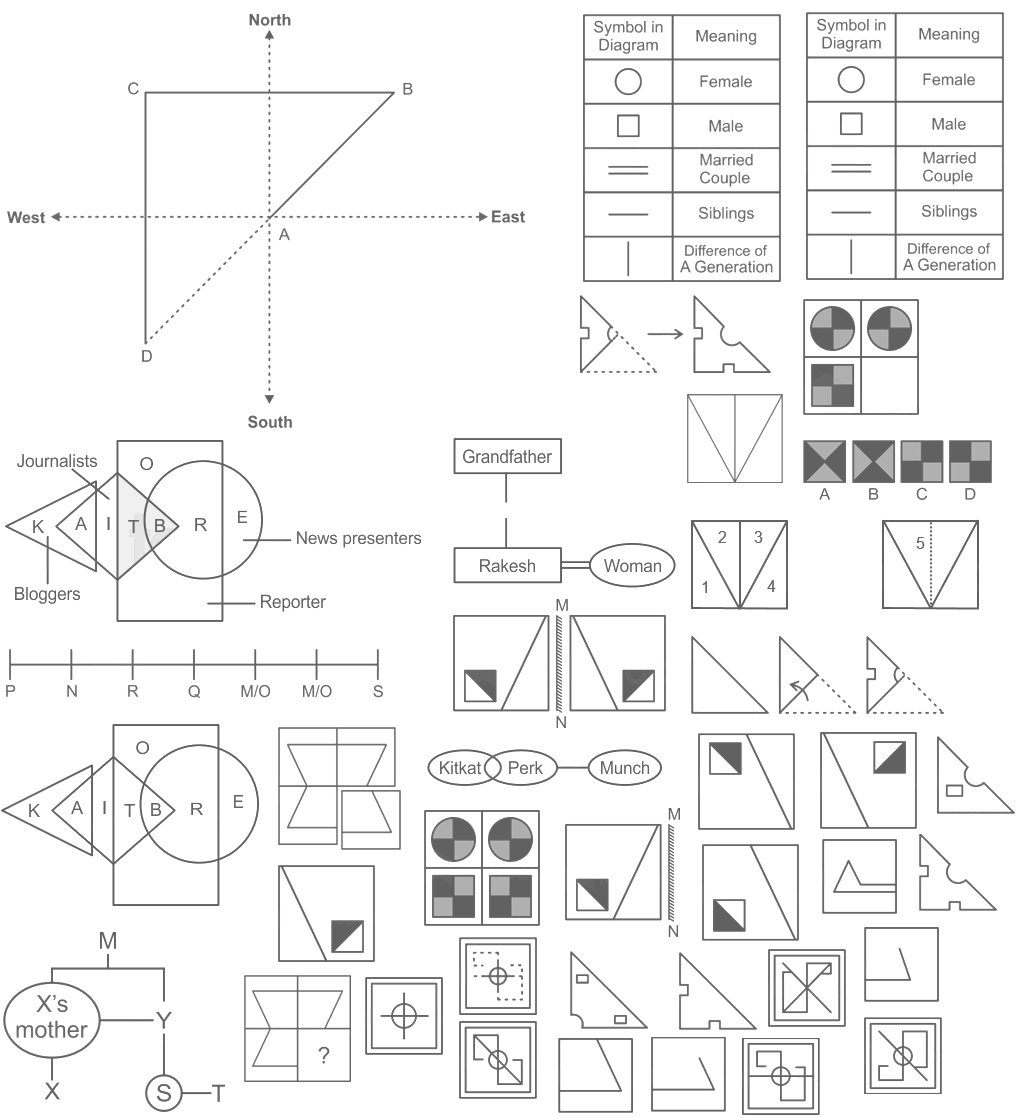 North
C
B
West
A
East
D
South
Symbol in
Diagram
Meaning
Female
Male
Married
Couple
Siblings
Difference of
A Generation
Symbol in
Diagram
Meaning
Female
Male
Married
Couple
Siblings
Difference of
A Generation
A
B
C
D
Journalists
O
K
A
I
T
B
R
E
News presenters
Bloggers
Reporter
Grandfather
Rakesh
Woman
2
3
1
4
5
M
N
P
N
R
Q
M/O
M/O
S
O
K
A
I
T
B
R
E
Kitkat
Perk
Munch
M
N
M
X's
mother
Y
X
S
T
?